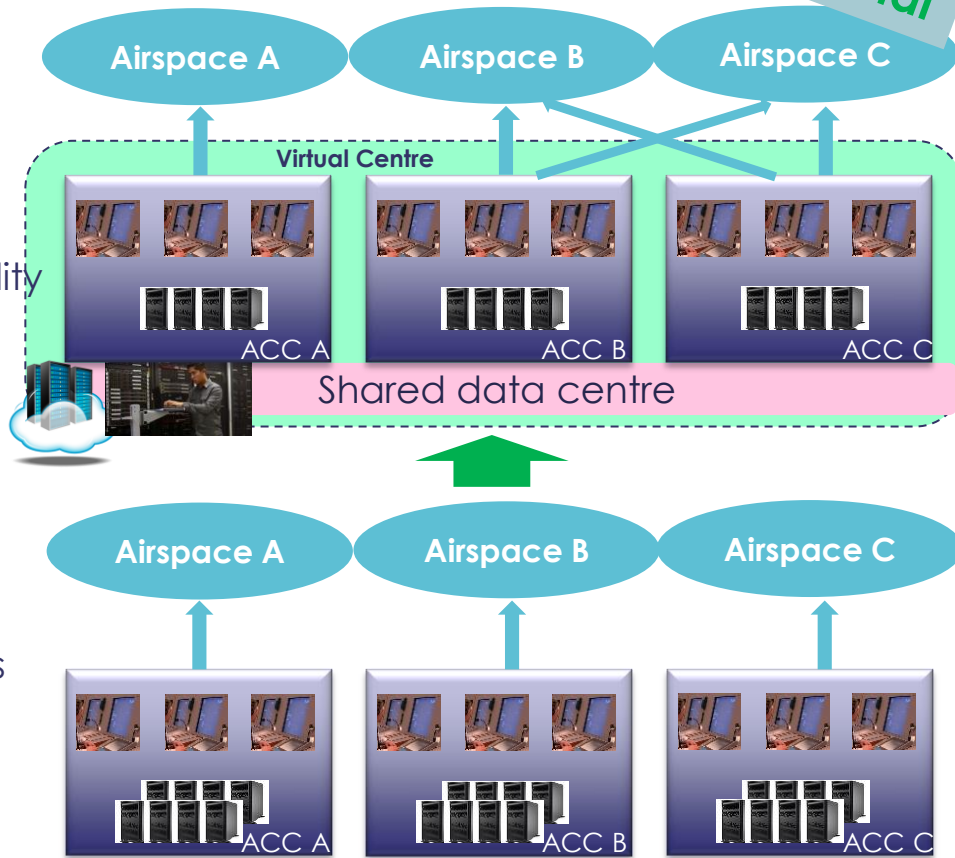 Airspace A
Airspace B
Airspace C
Virtual Centre
ACC A
ACC B
ACC C
Shared data centre
Airspace A
Airspace B
Airspace C
ACC A
ACC B
ACC C